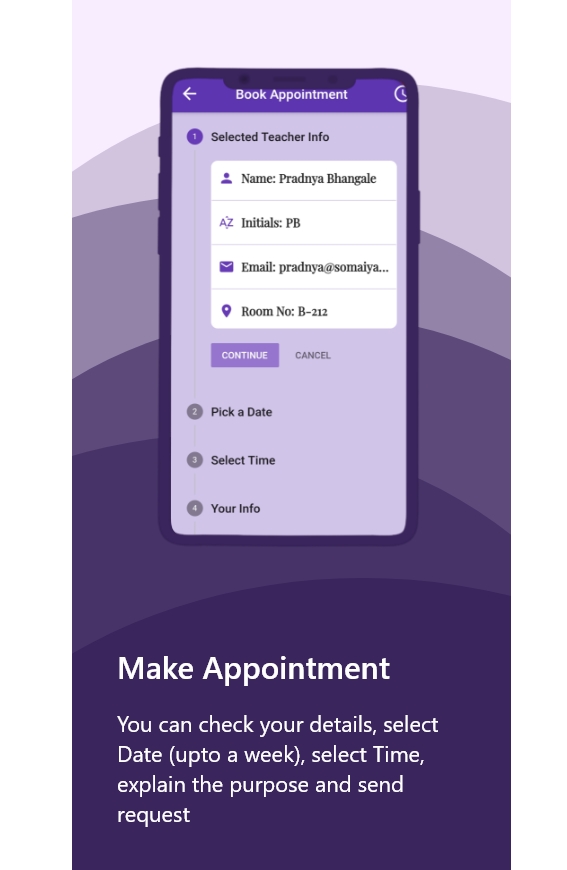 Book Appointment
1 Selected Teacher Info
Name: Pradnya Bhangale
AZ Initials: PB
Email: pradnya@somaiya...
Room No: B-212
CONTINUE CANCEL
2 Pick a Date
3 Select Time
4 Your Info
Make Appointment
You can check your details, select
Date (upto a week), select Time,
explain the purpose and send
request